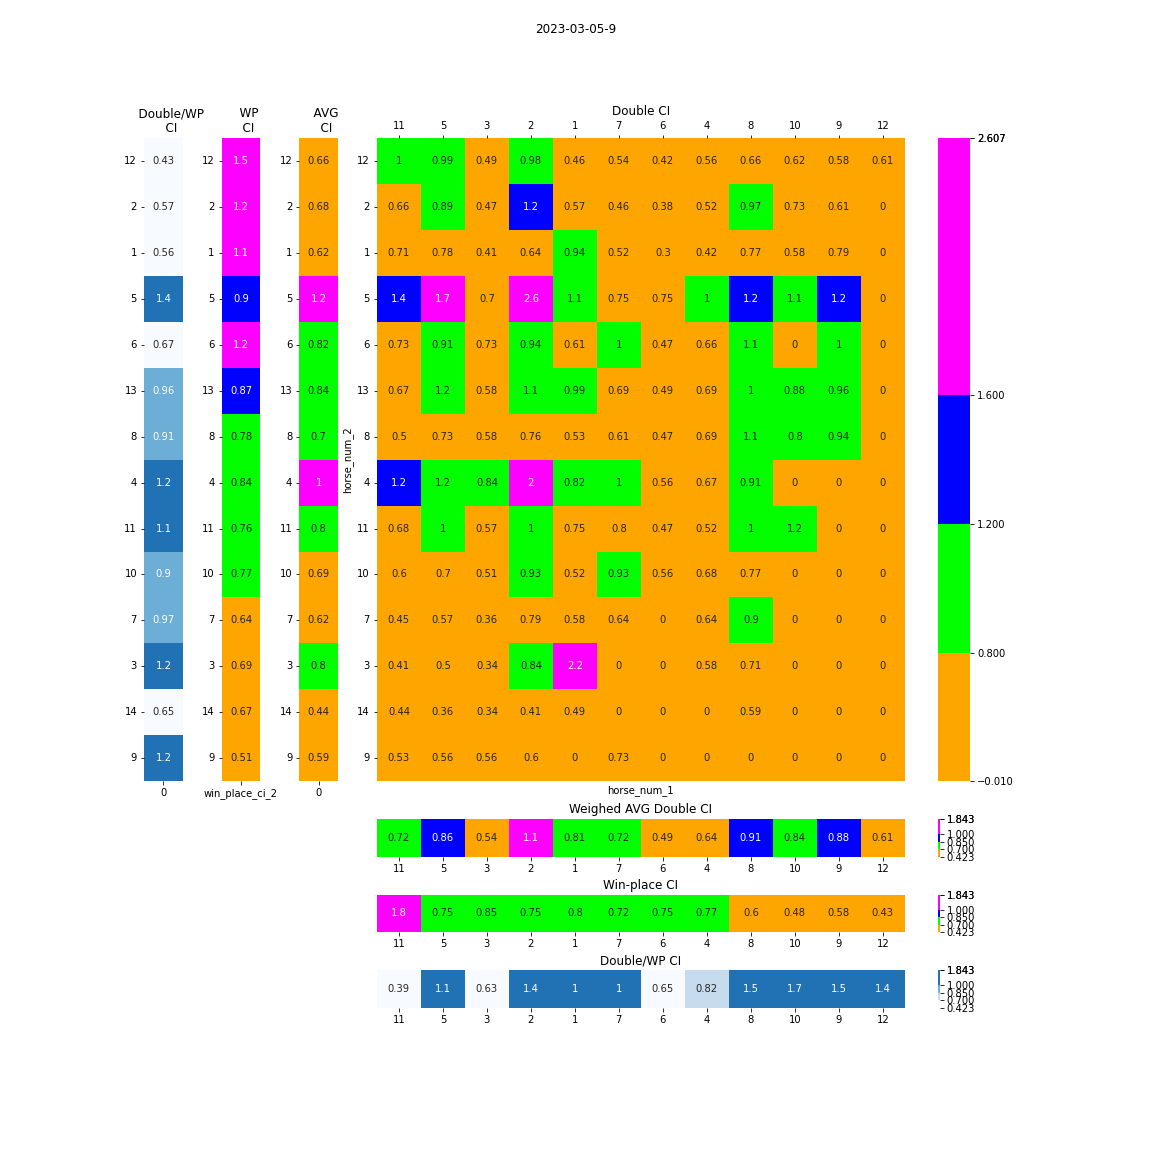 2023-03-05-9
Double/WP CI
WP CI
AVG CI
Double CI
11 5 3 2 1 7 6 4 8 10 9 12
12 0.43 12 1.5 12 0.66 12 1 0.99 0.49 0.98 0.46 0.54 0.42 0.56 0.66 0.62 0.58 0.61
2 0.57 2 1.2 2 0.68 2 0.66 0.89 0.47 1.2 0.57 0.46 0.38 0.52 0.97 0.73 0.61 0
1 0.56 1 1.1 1 0.62 1 0.71 0.78 0.41 0.64 0.94 0.52 0.3 0.42 0.77 0.58 0.79 0
5 1.4 5 0.9 5 1.2 5 1.4 1.7 0.7 2.6 1.1 0.75 0.75 1 1.2 1.1 1.2 0
6 0.67 6 1.2 6 0.82 6 0.73 0.91 0.73 0.94 0.61 1 0.47 0.66 1.1 0 1 0
13 0.96 13 0.87 13 0.84 13 0.67 1.2 0.58 1.1 0.99 0.69 0.49 0.69 1 0.88 0.96 0
8 0.91 8 0.78 8 0.7 8 0.5 0.73 0.58 0.76 0.53 0.61 0.47 0.69 1.1 0.8 0.94 0
4 1.2 4 0.84 4 1 4 1.2 1.2 0.84 2 0.82 1 0.56 0.67 0.91 0 0 0
11 1.1 11 0.76 11 0.8 11 0.68 1 0.57 1 0.75 0.8 0.47 0.52 1 1.2 0 0
10 0.9 10 0.77 10 0.69 10 0.6 0.7 0.51 0.93 0.52 0.93 0.56 0.68 0.77 0 0 0
7 0.97 7 0.64 7 0.62 7 0.45 0.57 0.36 0.79 0.58 0.64 0 0.64 0.9 0 0 0
3 1.2 3 0.69 3 0.8 3 0.41 0.5 0.34 0.84 2.2 0 0 0.58 0.71 0 0 0
14 0.65 14 0.67 14 0.44 14 0.44 0.36 0.34 0.41 0.49 0 0 0 0.59 0 0 0
9 1.2 9 0.51 9 0.59 9 0.53 0.56 0.56 0.6 0 0.73 0 0 0 0 0 0
horse_num_2
0 win_place_ci_2 0 horse_num_1
2.607
1.600
1.200
0.800
−0.010
Weighed AVG Double CI
0.72 0.86 0.54 1.1 0.81 0.72 0.49 0.64 0.91 0.84 0.88 0.61
11 5 3 2 1 7 6 4 8 10 9 12
1.843
1.000
0.850
0.700
0.423
Win-place CI
1.8 0.75 0.85 0.75 0.8 0.72 0.75 0.77 0.6 0.48 0.58 0.43
11 5 3 2 1 7 6 4 8 10 9 12
1.843
1.000
0.850
0.700
0.423
Double/WP CI
0.39 1.1 0.63 1.4 1 1 0.65 0.82 1.5 1.7 1.5 1.4
11 5 3 2 1 7 6 4 8 10 9 12
1.843
1.000
0.850
0.700
0.423